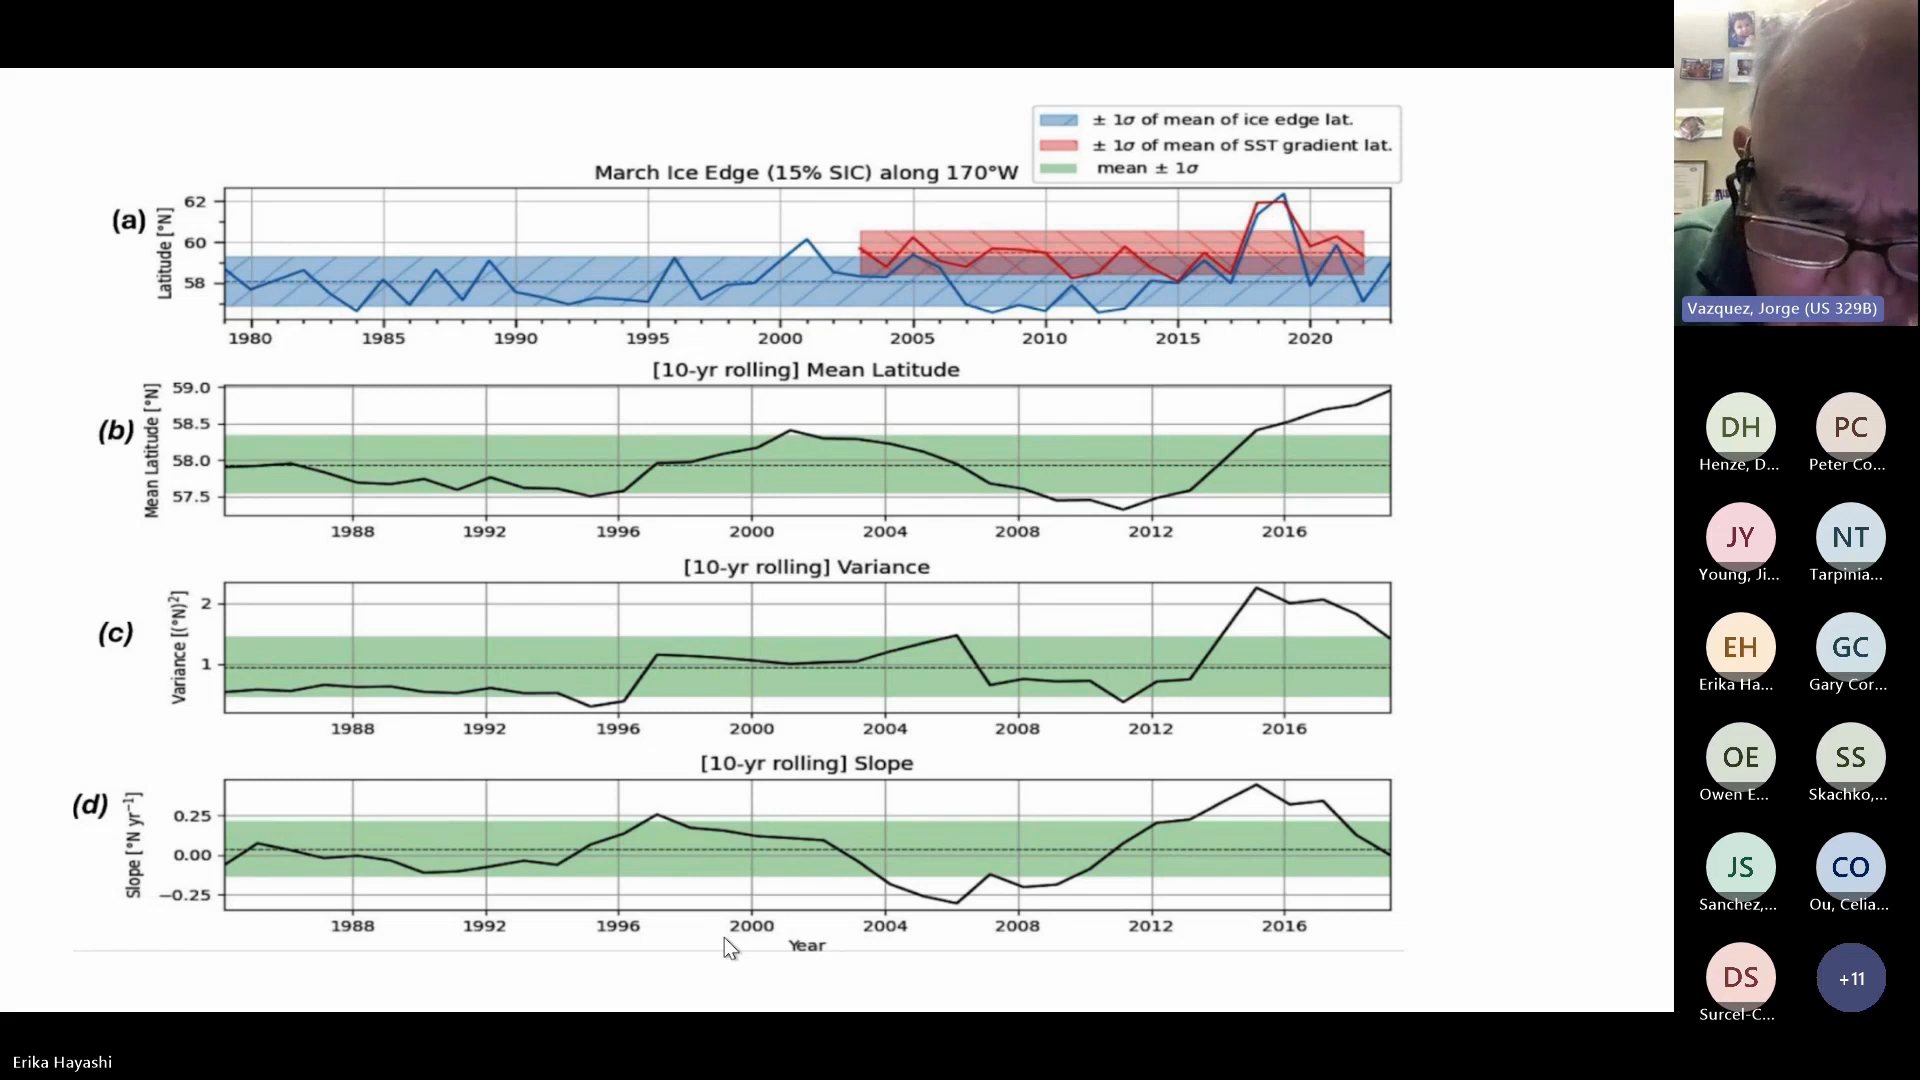 ± 1σ of mean of ice edge lat.
± 1σ of mean of SST gradient lat.
mean ± 1σ
March Ice Edge (15% SIC) along 170°W
(a)
Latitude [°N]
62
60
58
1980 1985 1990 1995 2000 2005 2010 2015 2020
[10-yr rolling] Mean Latitude
(b)
Mean Latitude [°N]
59.0
58.5
58.0
57.5
1988 1992 1996 2000 2004 2008 2012 2016
[10-yr rolling] Variance
(c)
Variance [(°N)²]
2
1
1988 1992 1996 2000 2004 2008 2012 2016
[10-yr rolling] Slope
(d)
Slope [°N yr⁻¹]
0.25
0.00
−0.25
1988 1992 1996 2000 2004 2008 2012 2016
Year
Vazquez, Jorge (US 329B)
DH PC
Henze, D... Peter Co...
JY NT
Young, Ji... Tarpinia...
EH GC
Erika Ha... Gary Cor...
OE SS
Owen E... Skachko,...
JS CO
Sanchez,... Ou, Celia...
DS +11
Surcel-C...
Erika Hayashi